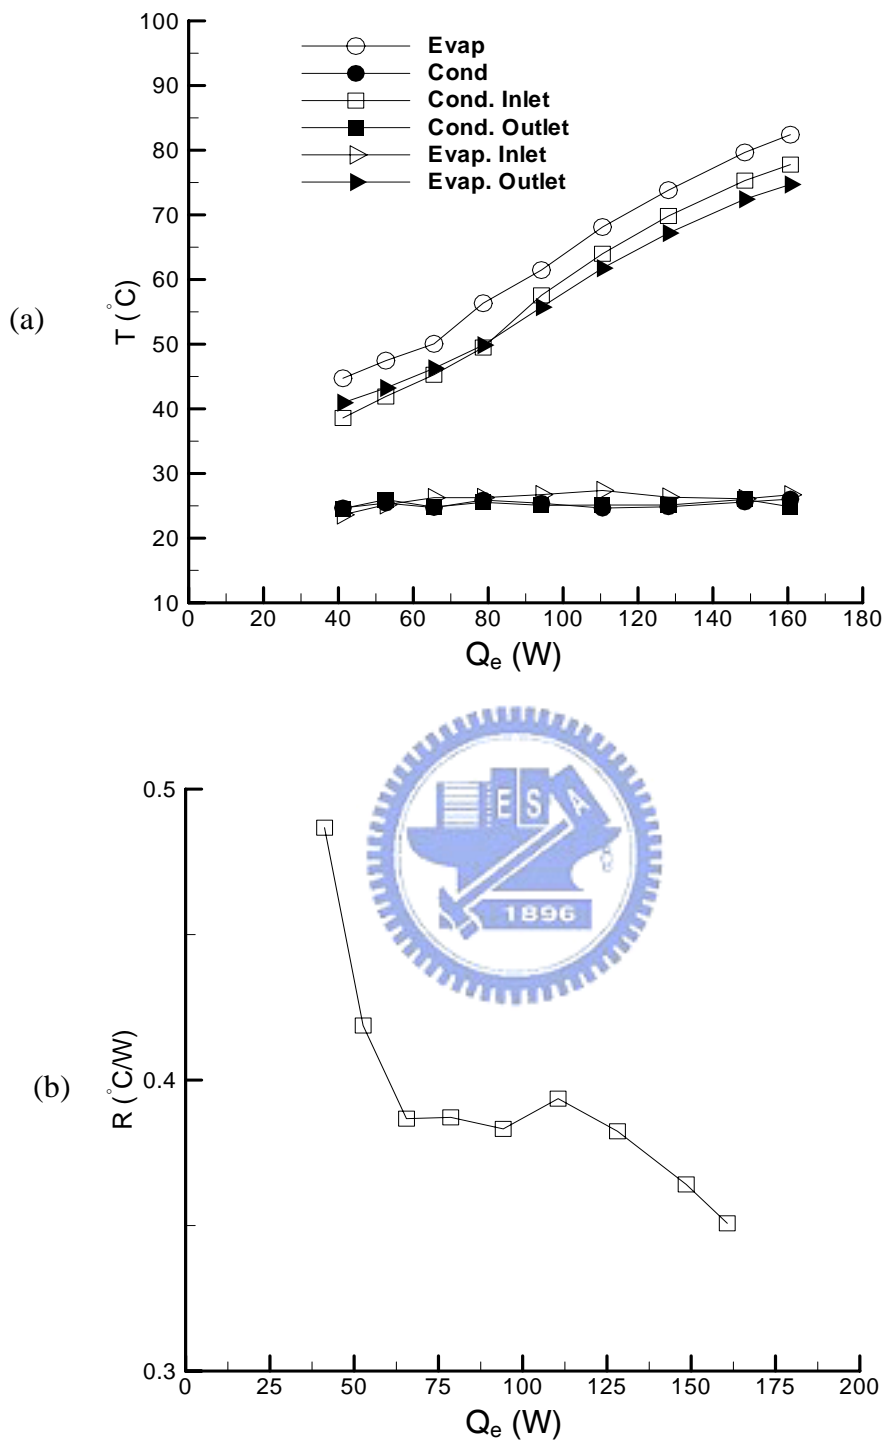 100
90
80
70
60
50
40
30
20
10
T (°C)
(a)
Evap
Cond
Cond. Inlet
Cond. Outlet
Evap. Inlet
Evap. Outlet
0 20 40 60 80 100 120 140 160 180
Qe (W)
E S A
1896
0.5
0.4
0.3
R (°C/W)
(b)
0 25 50 75 100 125 150 175 200
Qe (W)